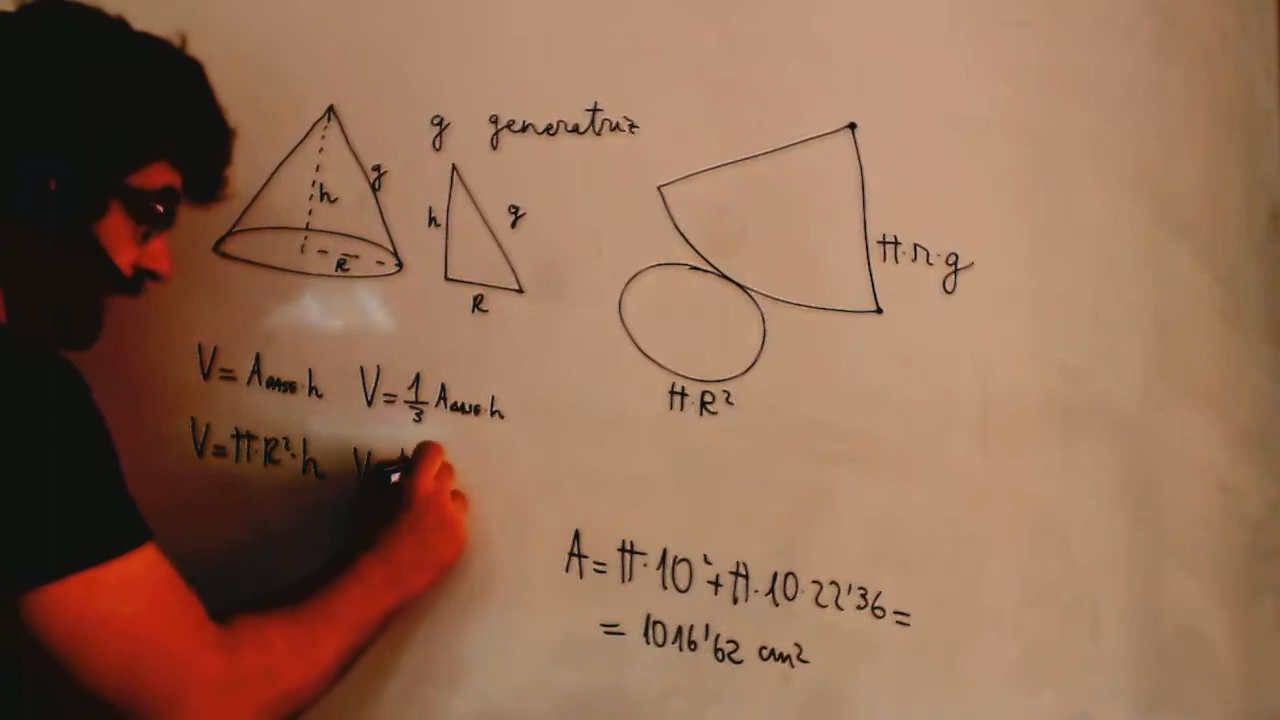 g generatriz
h
g
R
h
g
R
π·r·g
π·R²
V = A_BASE·h V = 1/3 A_BASE·h
V = π·R²·h V =
A = π·10² + π·10·22'36 =
= 1016'62 cm²